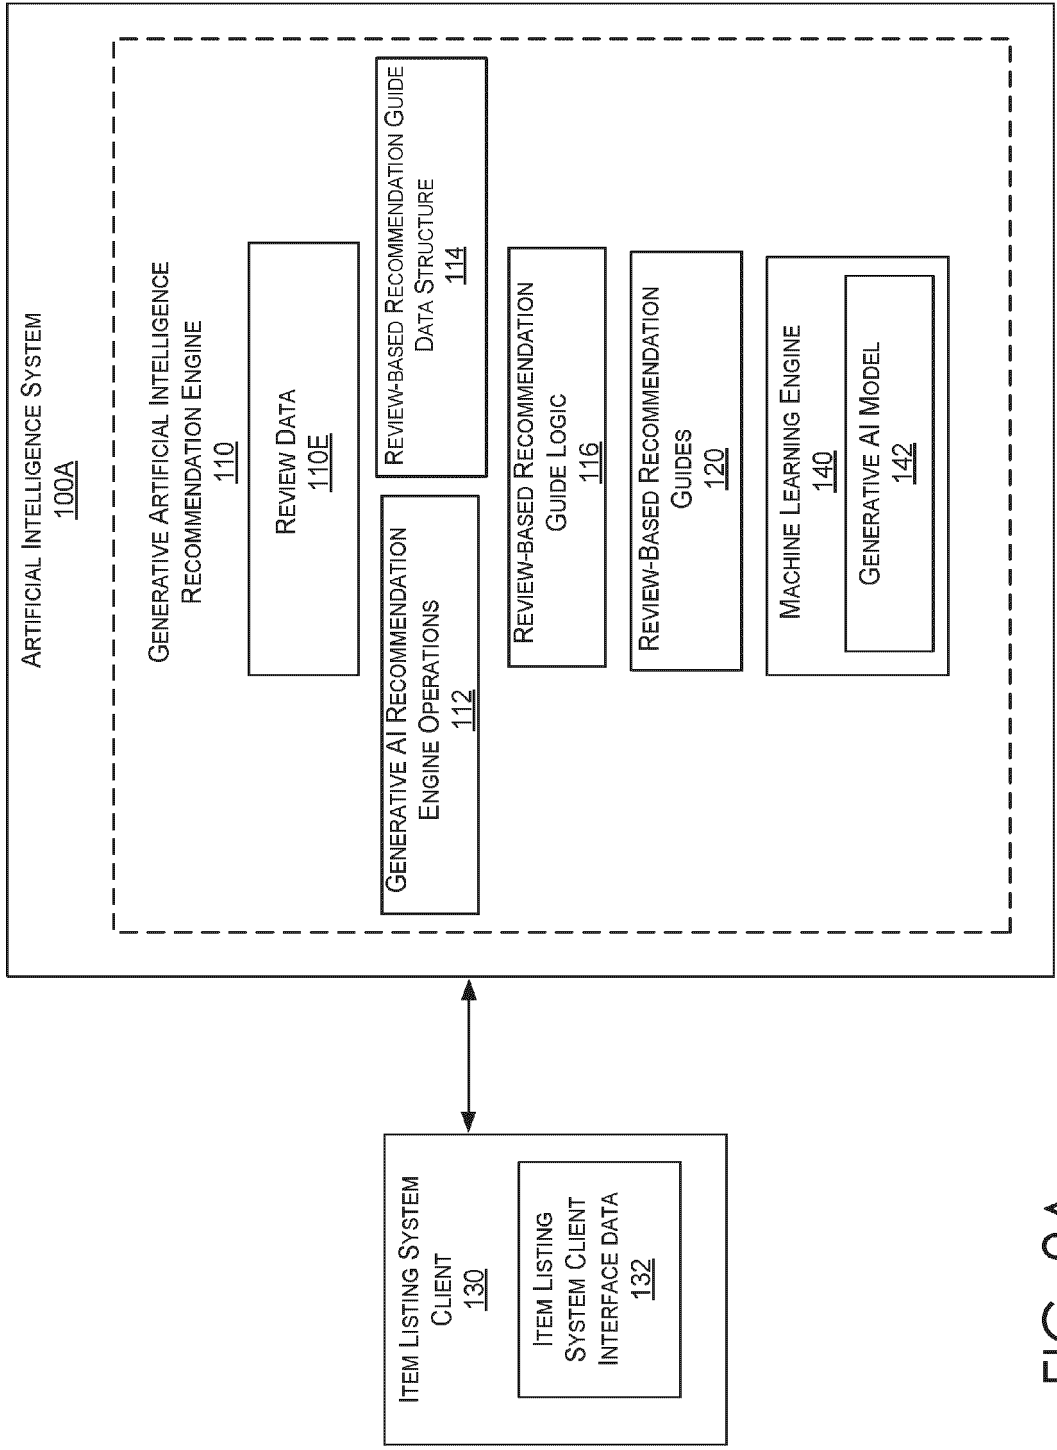 ARTIFICIAL INTELLIGENCE SYSTEM
100A
GENERATIVE ARTIFICIAL INTELLIGENCE
RECOMMENDATION ENGINE
110
REVIEW DATA
110E
GENERATIVE AI RECOMMENDATION
ENGINE OPERATIONS
112
REVIEW-BASED RECOMMENDATION GUIDE
DATA STRUCTURE
114
REVIEW-BASED RECOMMENDATION
GUIDE LOGIC
116
REVIEW-BASED RECOMMENDATION
GUIDES
120
MACHINE LEARNING ENGINE
140
GENERATIVE AI MODEL
142
ITEM LISTING SYSTEM
CLIENT
130
ITEM LISTING
SYSTEM CLIENT
INTERFACE DATA
132
FIG.